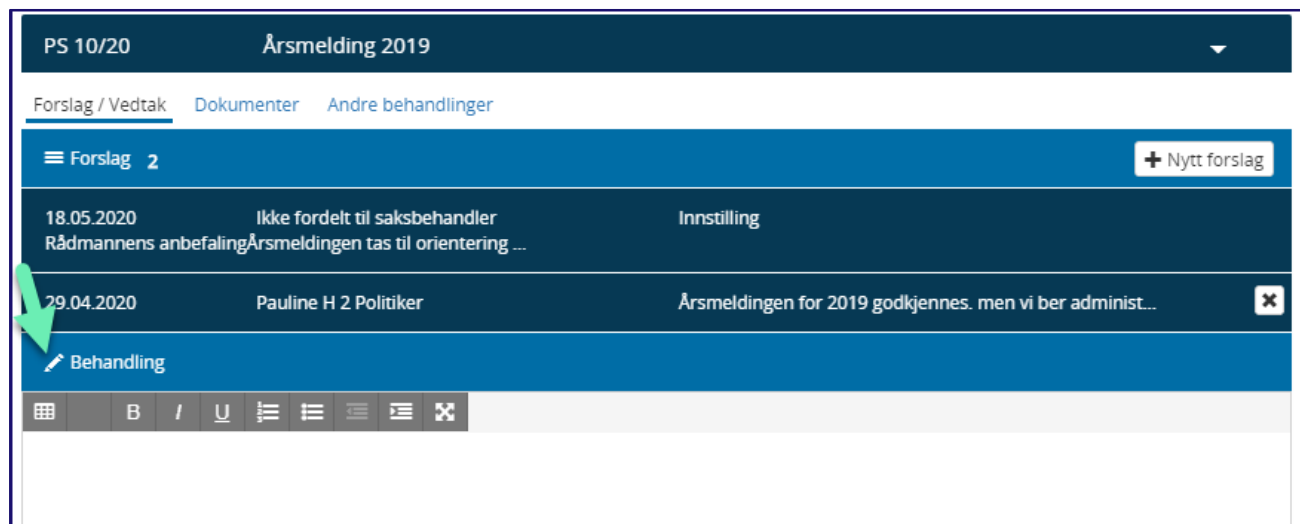 PS 10/20 Årsmelding 2019
Forslag / Vedtak Dokumenter Andre behandlinger
Forslag 2 Nytt forslag
18.05.2020 Ikke fordelt til saksbehandler Innstilling
Rådmannens anbefalingÅrsmeldingen tas til orientering ...
29.04.2020 Pauline H 2 Politiker Årsmeldingen for 2019 godkjennes. men vi ber administ...
Behandling
B I U